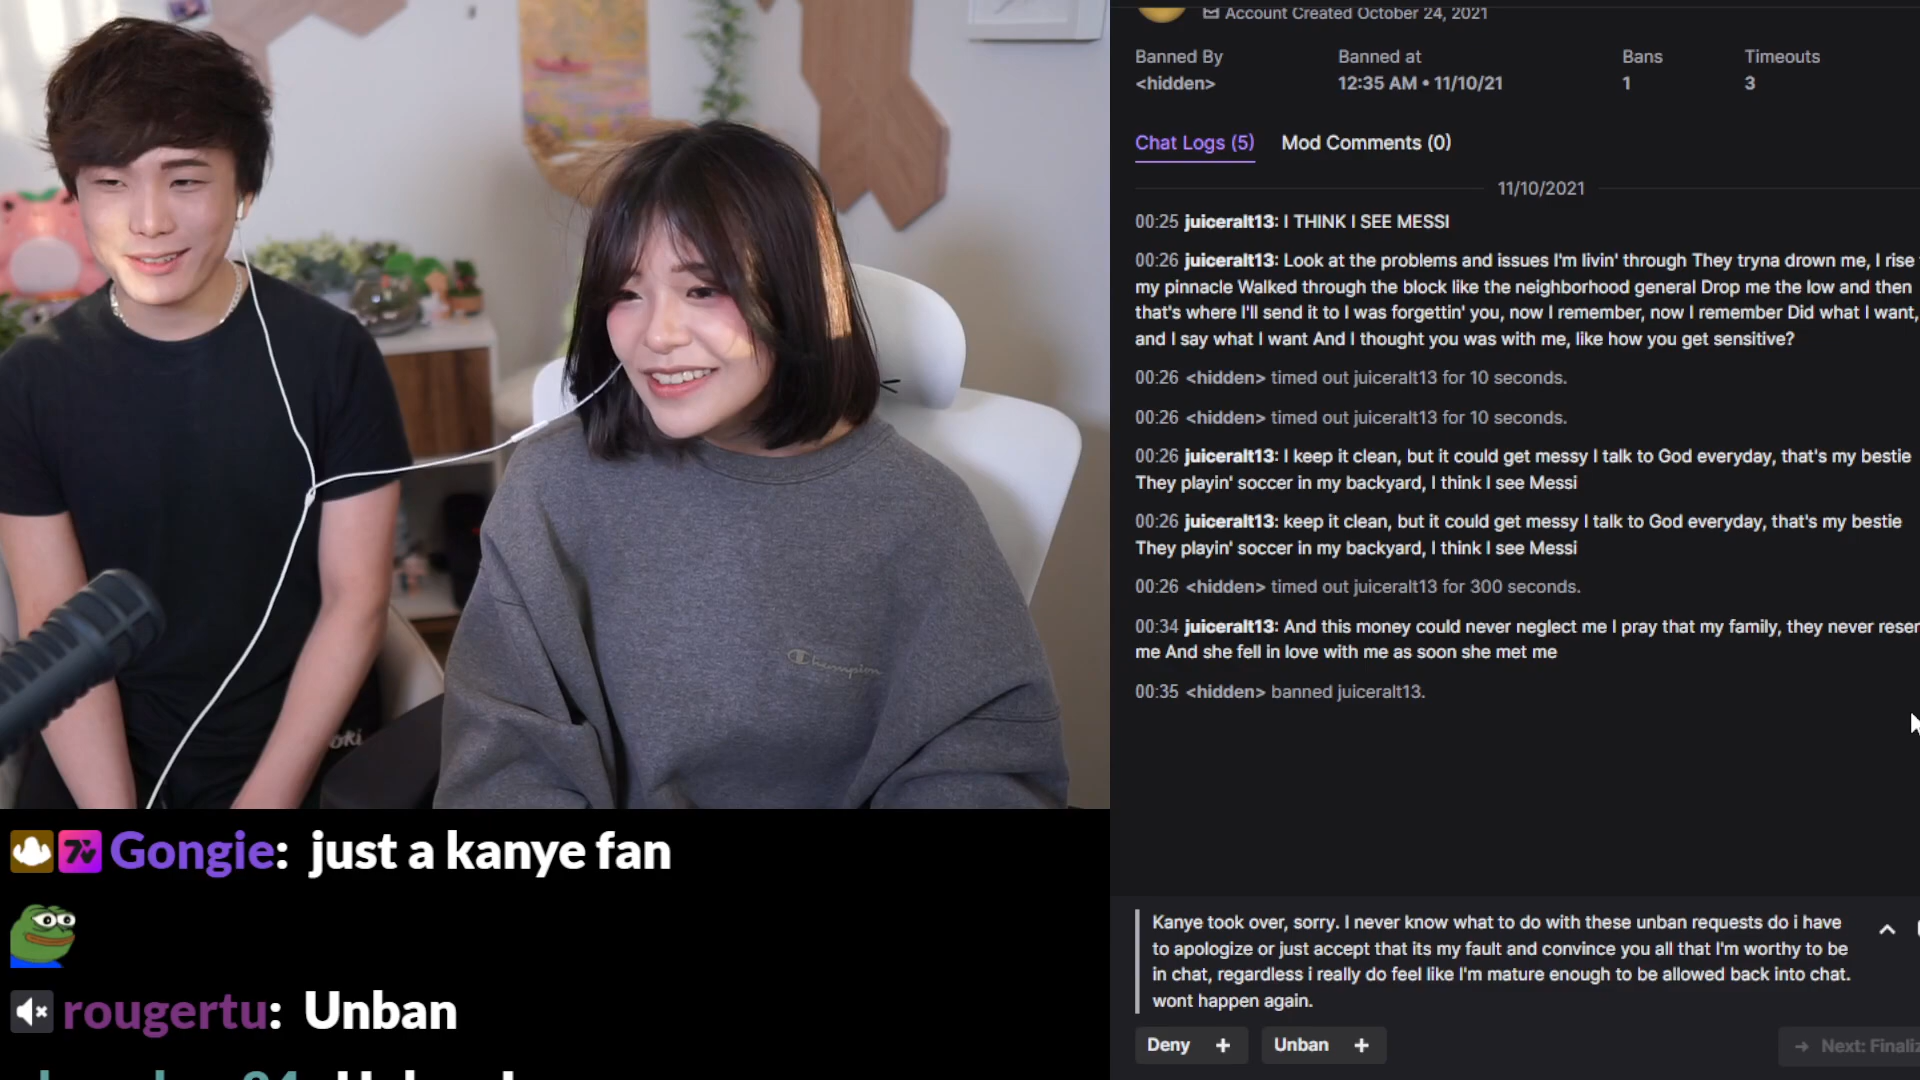 Account Created October 24, 2021
Banned By
Banned at
Bans
Timeouts
<hidden>
12:35 AM • 11/10/21
1
3
Chat Logs (5)
Mod Comments (0)
11/10/2021
00:25 juiceralt13: I THINK I SEE MESSI
00:26 juiceralt13: Look at the problems and issues I'm livin' through They tryna drown me, I rise
my pinnacle Walked through the block like the neighborhood general Drop me the low and then
that's where I'll send it to I was forgettin' you, now I remember, now I remember Did what I want,
and I say what I want And I thought you was with me, like how you get sensitive?
00:26 <hidden> timed out juiceralt13 for 10 seconds.
00:26 <hidden> timed out juiceralt13 for 10 seconds.
00:26 juiceralt13: I keep it clean, but it could get messy I talk to God everyday, that's my bestie
They playin' soccer in my backyard, I think I see Messi
00:26 juiceralt13: keep it clean, but it could get messy I talk to God everyday, that's my bestie
They playin' soccer in my backyard, I think I see Messi
00:26 <hidden> timed out juiceralt13 for 300 seconds.
00:34 juiceralt13: And this money could never neglect me I pray that my family, they never resen
me And she fell in love with me as soon she met me
00:35 <hidden> banned juiceralt13.
Kanye took over, sorry. I never know what to do with these unban requests do i have
to apologize or just accept that its my fault and convince you all that I'm worthy to be
in chat, regardless i really do feel like I'm mature enough to be allowed back into chat.
wont happen again.
Deny +
Unban +
Next: Finaliz
Champion
oki
Gongie: just a kanye fan
rougertu: Unban